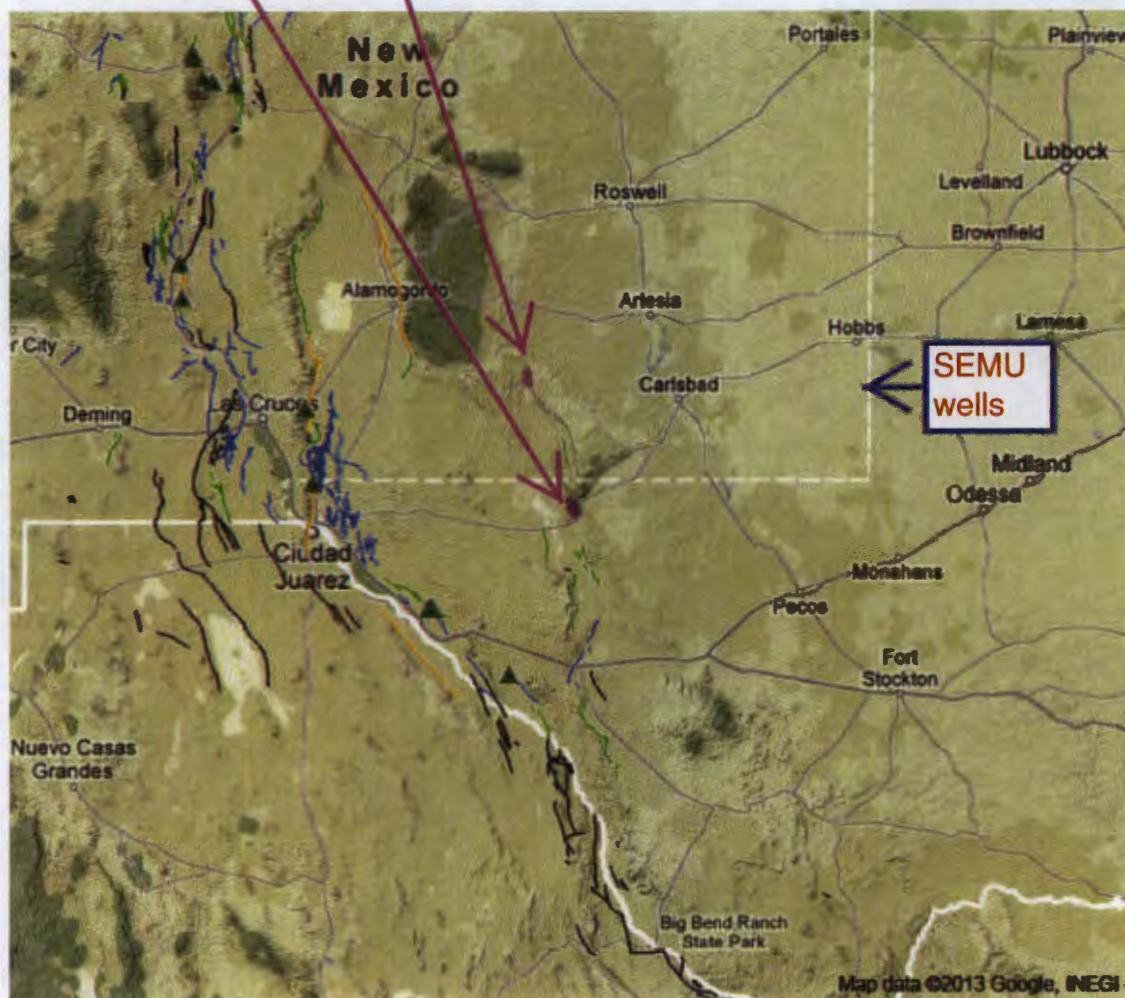 New
Mexico
Portales
Plainview
Lubbock
Levelland
Roswell
Brownfield
Alamogordo
Artesia
Hobbs
Lamesa
r City
SEMU
wells
Carlsbad
Las Cruces
Deming
Midland
Odessa
Ciudad
Juarez
Monahans
Pecos
Fort
Stockton
Nuevo Casas
Grandes
Big Bend Ranch
State Park
Map data ©2013 Google, INEGI -